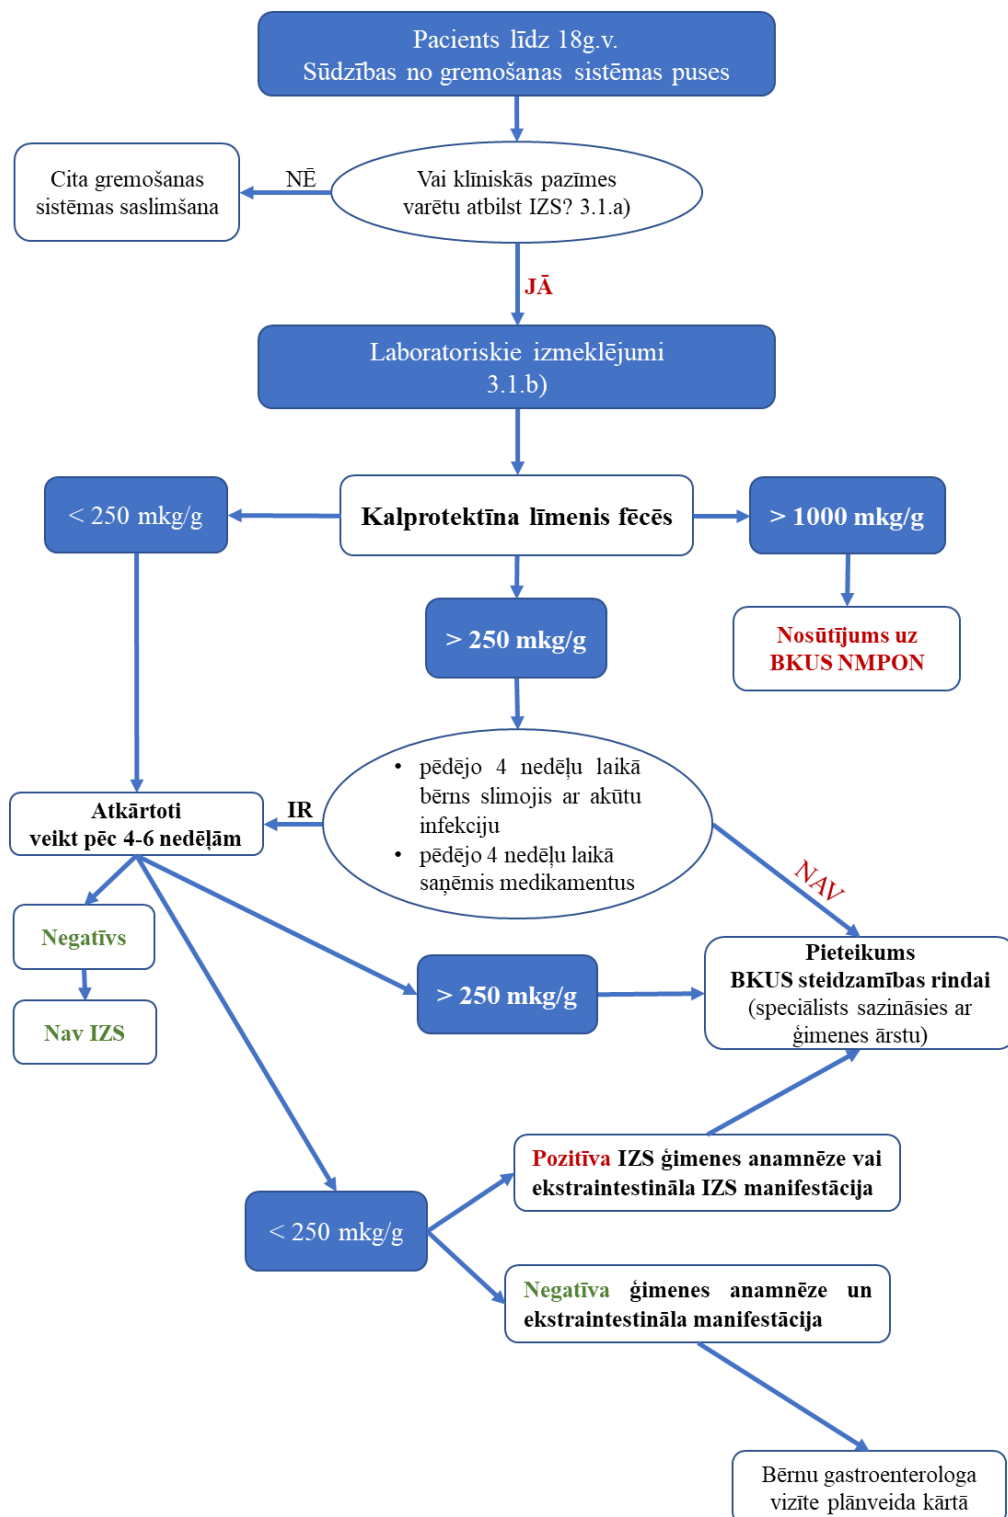 Pacients līdz 18g.v.
Sūdzības no gremošanas sistēmas puses
Cita gremošanas
sistēmas saslimšana
NĒ
Vai klīniskās pazīmes
varētu atbilst IZS? 3.1.a)
JĀ
Laboratoriskie izmeklējumi
3.1.b)
< 250 mkg/g
Kalprotektīna līmenis fēcēs
> 1000 mkg/g
> 250 mkg/g
Nosūtījums uz
BKUS NMPON
• pēdējo 4 nedēļu laikā
bērns slimojis ar akūtu
infekciju
• pēdējo 4 nedēļu laikā
saņēmis medikamentus
IR
Atkārtoti
veikt pēc 4-6 nedēļām
NAV
Negatīvs
Nav IZS
> 250 mkg/g
Pieteikums
BKUS steidzamības rindai
(speciālists sazināsies ar
ģimenes ārstu)
Pozitīva IZS ģimenes anamnēze vai
ekstraintestināla IZS manifestācija
< 250 mkg/g
Negatīva ģimenes anamnēze un
ekstraintestināla manifestācija
Bērnu gastroenterologa
vizīte plānveida kārtā